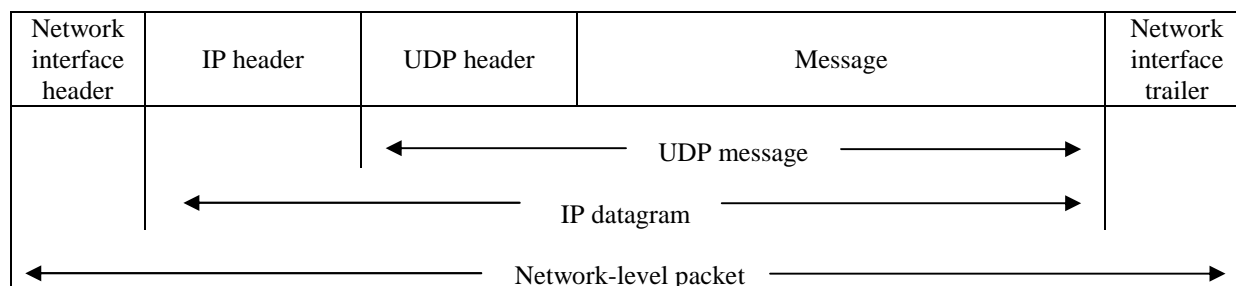 Network
interface
header
IP header
UDP header
Message
Network
interface
trailer
UDP message
IP datagram
Network-level packet